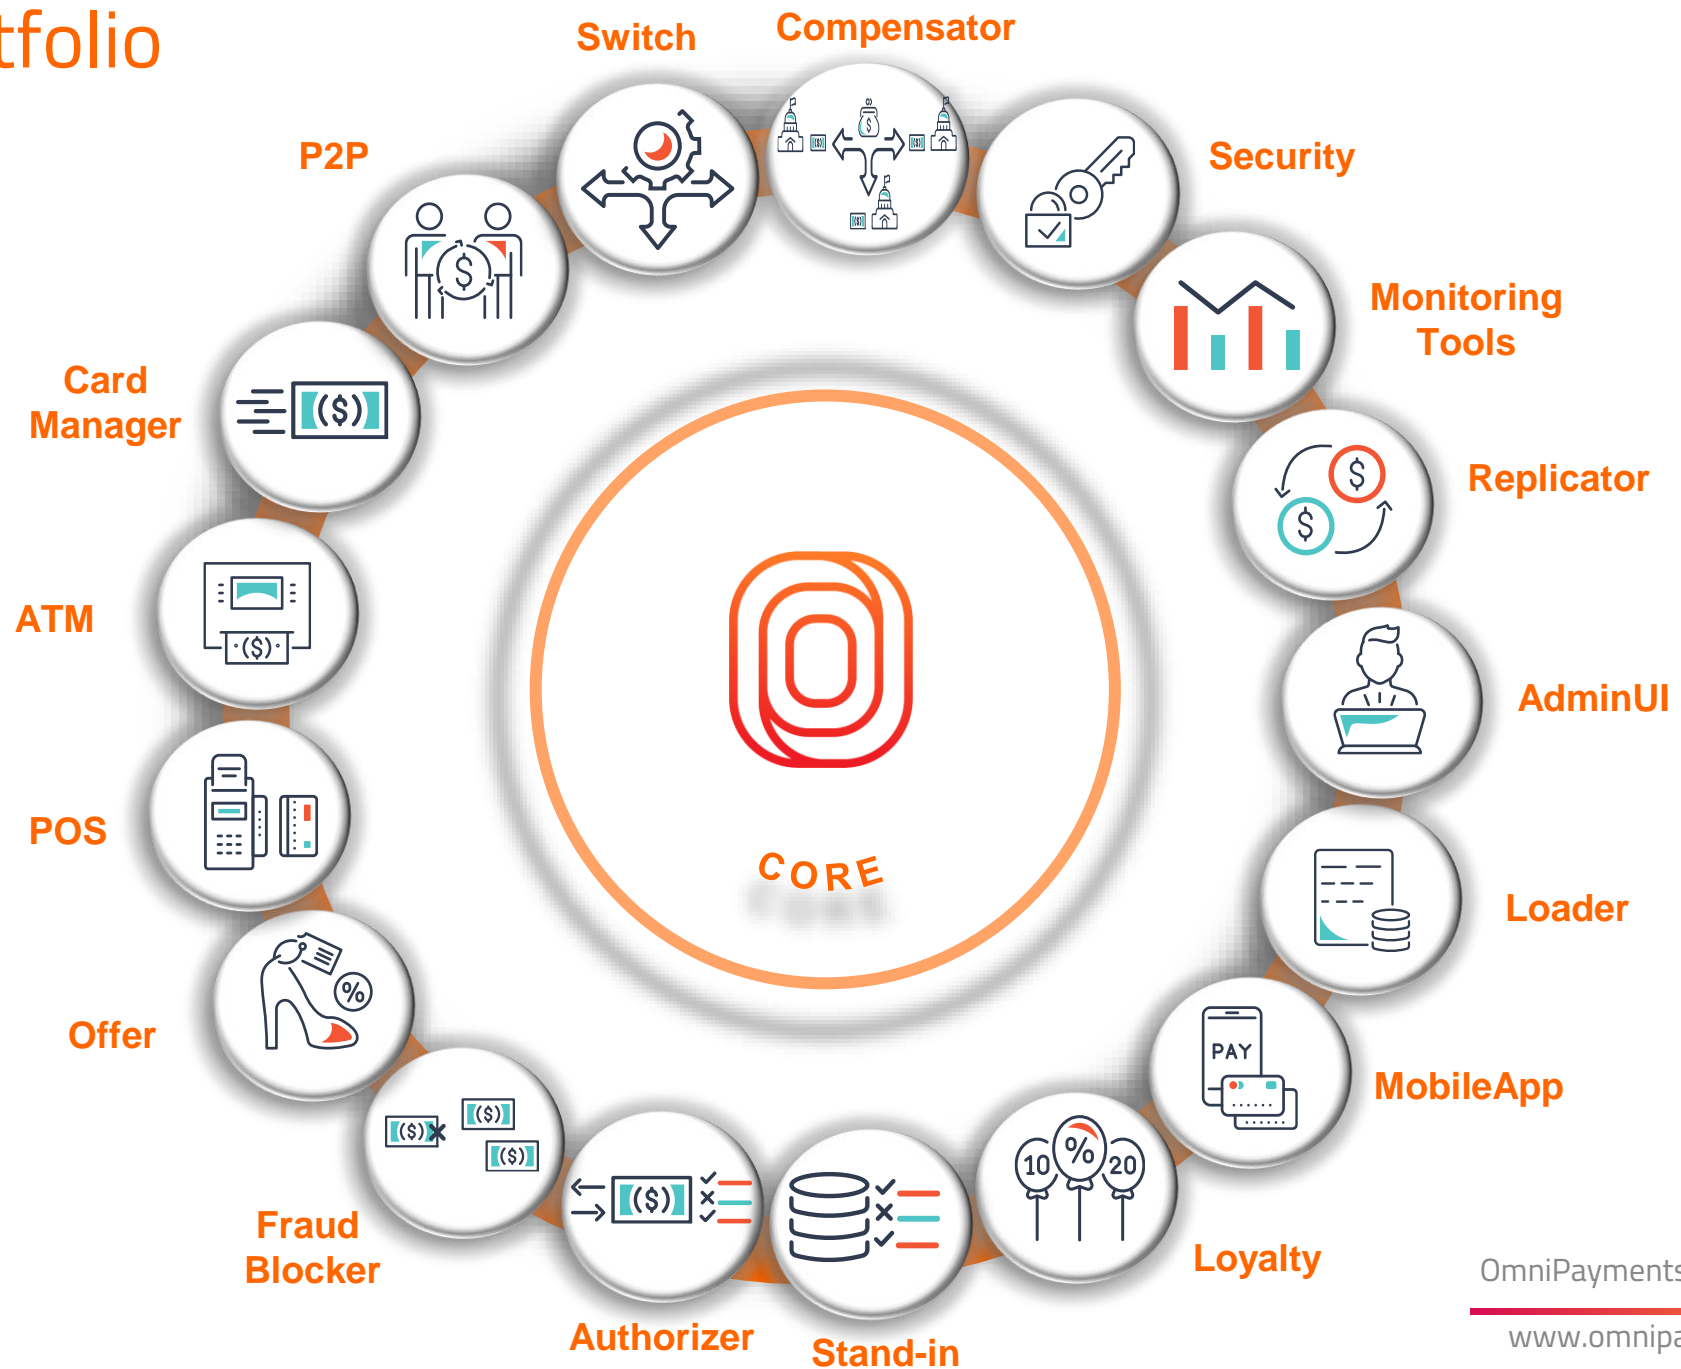 tfolio
Switch
Compensator
P2P
Security
Monitoring
Tools
Card
Manager
Replicator
ATM
AdminUI
POS
CORE
Loader
Offer
PAY
MobileApp
10
%
20
%
Fraud
Blocker
Loyalty
Authorizer
Stand-in
OmniPayments
www.omnipa